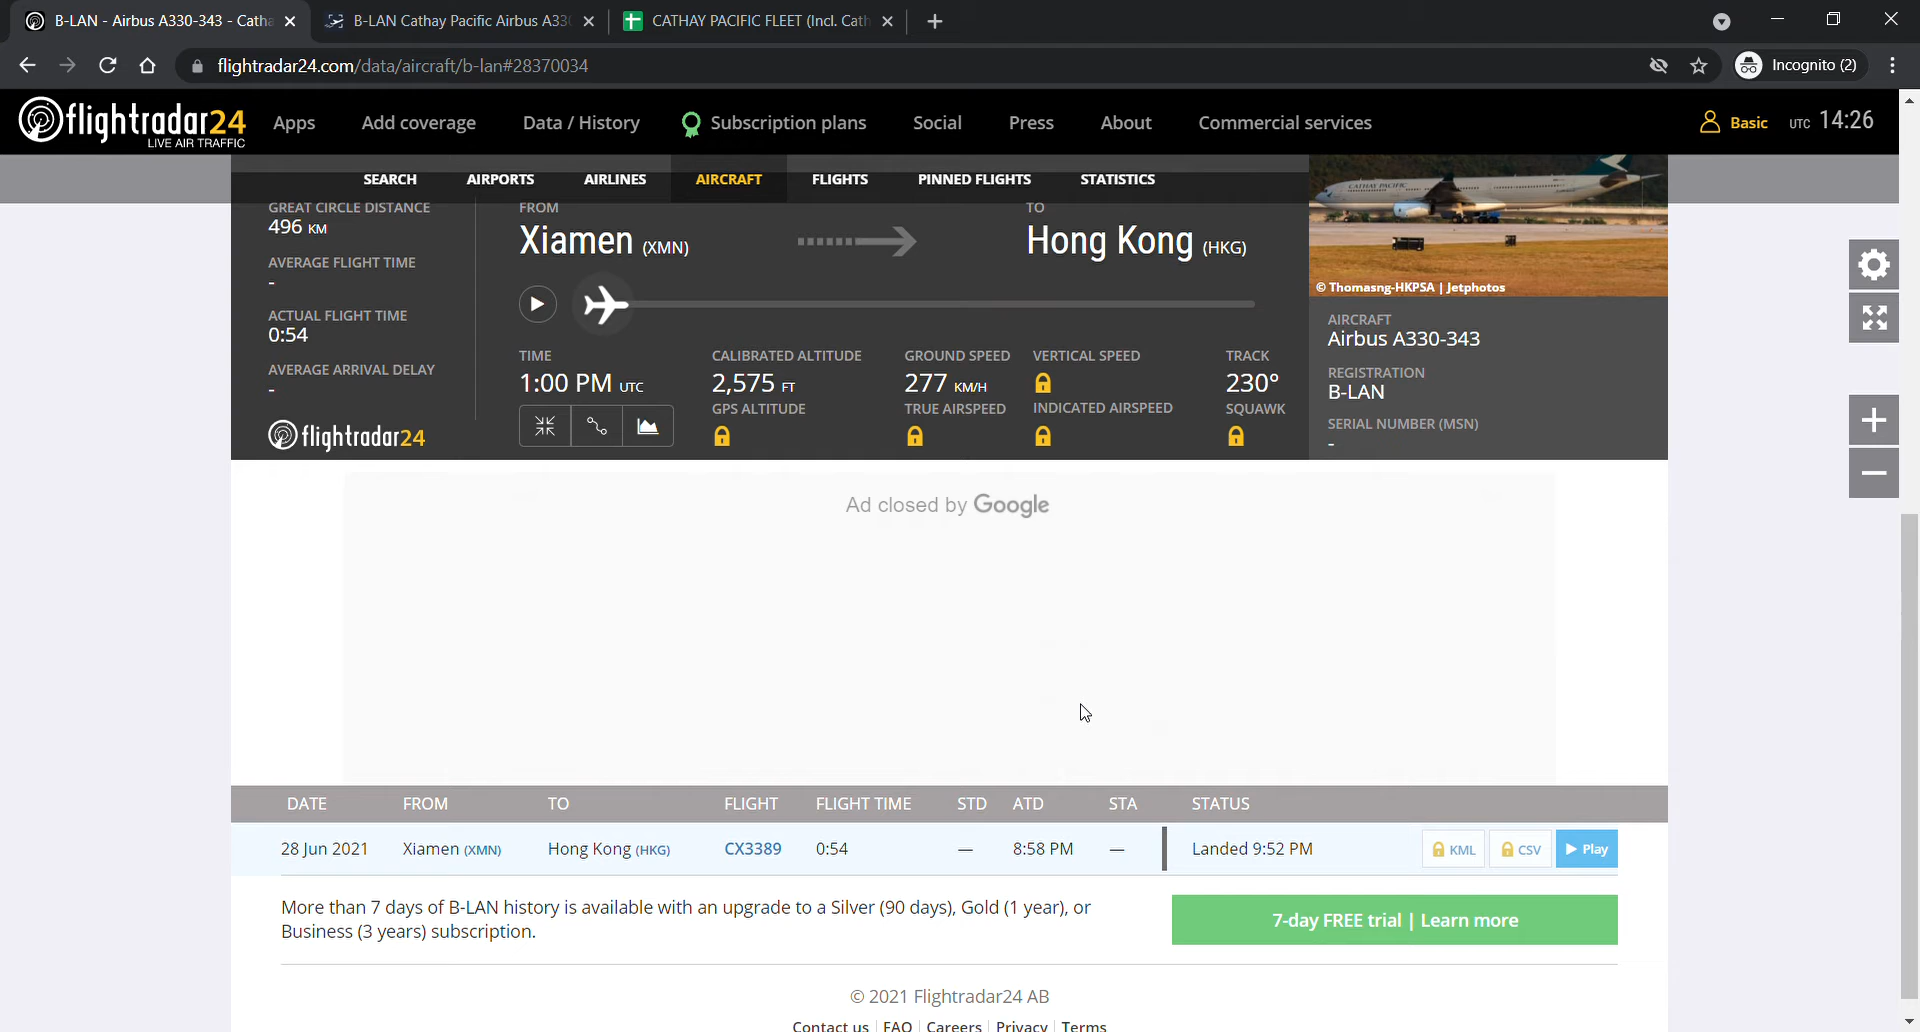 B-LAN - Airbus A330-343 - Catha
B-LAN Cathay Pacific Airbus A33
CATHAY PACIFIC FLEET (Incl. Cath
flightradar24.com/data/aircraft/b-lan#28370034
Incognito (2)
flightradar24
LIVE AIR TRAFFIC
Apps
Add coverage
Data / History
Subscription plans
Social
Press
About
Commercial services
Basic
UTC 14:26
SEARCH
AIRPORTS
AIRLINES
AIRCRAFT
FLIGHTS
PINNED FLIGHTS
STATISTICS
GREAT CIRCLE DISTANCE
496 KM
AVERAGE FLIGHT TIME
-
ACTUAL FLIGHT TIME
0:54
AVERAGE ARRIVAL DELAY
-
flightradar24
FROM
Xiamen (XMN)
TO
Hong Kong (HKG)
TIME
1:00 PM UTC
CALIBRATED ALTITUDE
2,575 FT
GPS ALTITUDE
GROUND SPEED
277 KM/H
TRUE AIRSPEED
VERTICAL SPEED
INDICATED AIRSPEED
TRACK
230°
SQUAWK
CATHAY PACIFIC
© Thomasng-HKPSA | Jetphotos
AIRCRAFT
Airbus A330-343
REGISTRATION
B-LAN
SERIAL NUMBER (MSN)
-
Ad closed by Google
DATE FROM TO FLIGHT FLIGHT TIME STD ATD STA STATUS
28 Jun 2021 Xiamen (XMN) Hong Kong (HKG) CX3389 0:54 — 8:58 PM — Landed 9:52 PM KML CSV Play
More than 7 days of B-LAN history is available with an upgrade to a Silver (90 days), Gold (1 year), or
Business (3 years) subscription.
7-day FREE trial | Learn more
© 2021 Flightradar24 AB
Contact us | FAQ | Careers | Privacy | Terms